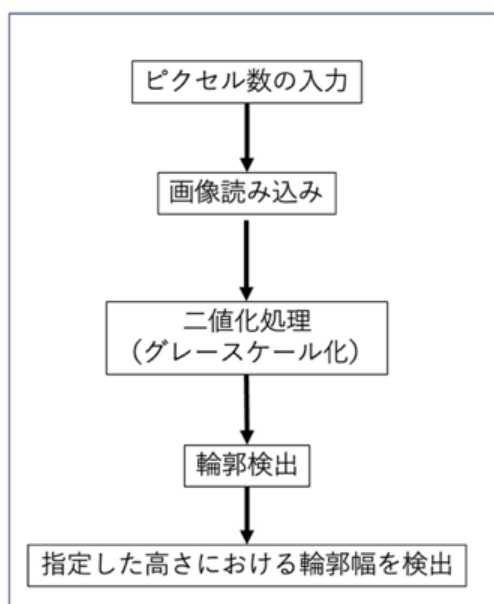 ピクセル数の入力
画像読み込み
二値化処理
（グレースケール化）
輪郭検出
指定した高さにおける輪郭幅を検出